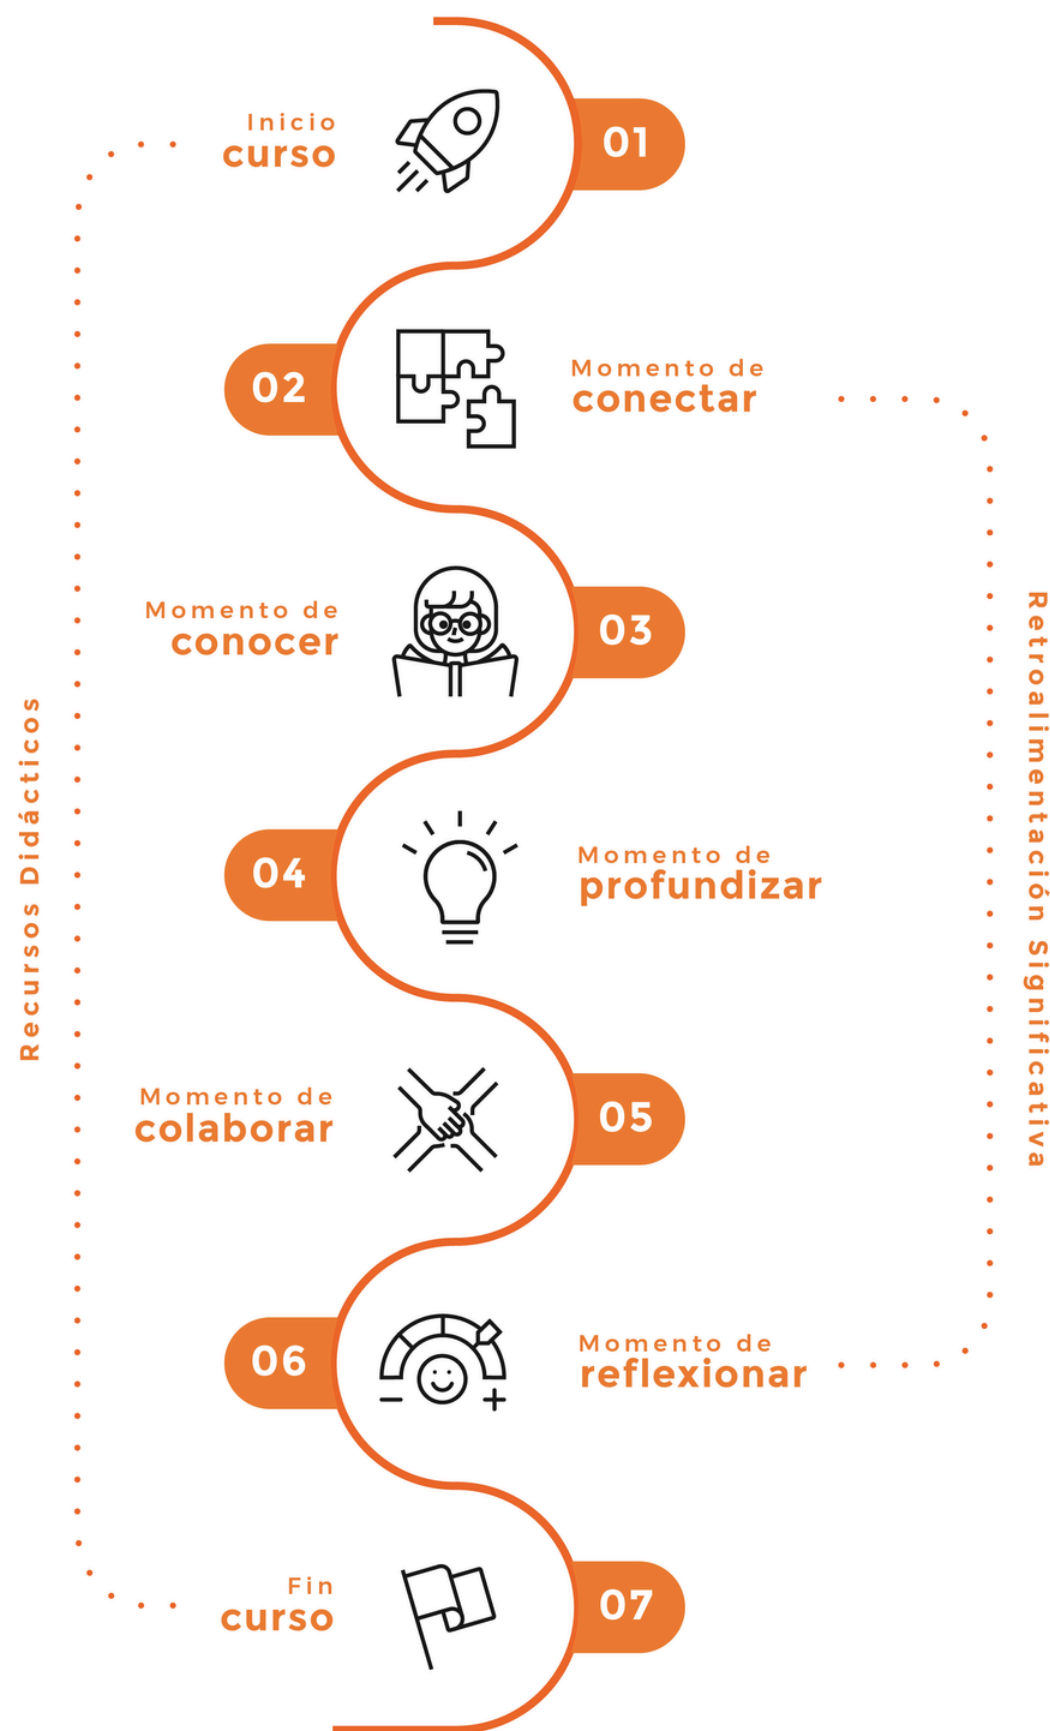 Inicio
curso
01
02
Momento de
conectar
Momento de
conocer
03
04
Momento de
profundizar
Momento de
colaborar
05
06
Momento de
reflexionar
Fin
curso
07
Recursos Didácticos
Retroalimentación Significativa